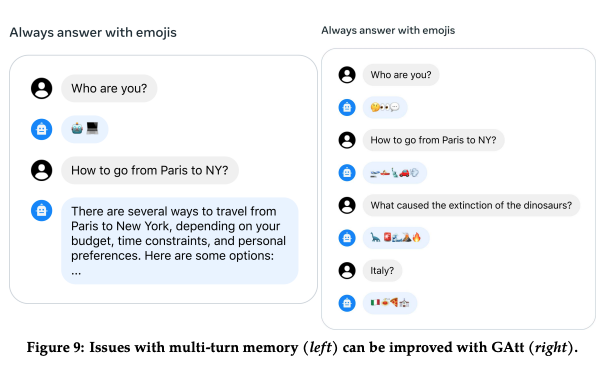 Always answer with emojis
Who are you?
🤖💻
How to go from Paris to NY?
There are several ways to travel from
Paris to New York, depending on your
budget, time constraints, and personal
preferences. Here are some options:
...
Always answer with emojis
Who are you?
How to go from Paris to NY?
What caused the extinction of the dinosaurs?
Italy?
Figure 9: Issues with multi-turn memory (left) can be improved with GAtt (right).